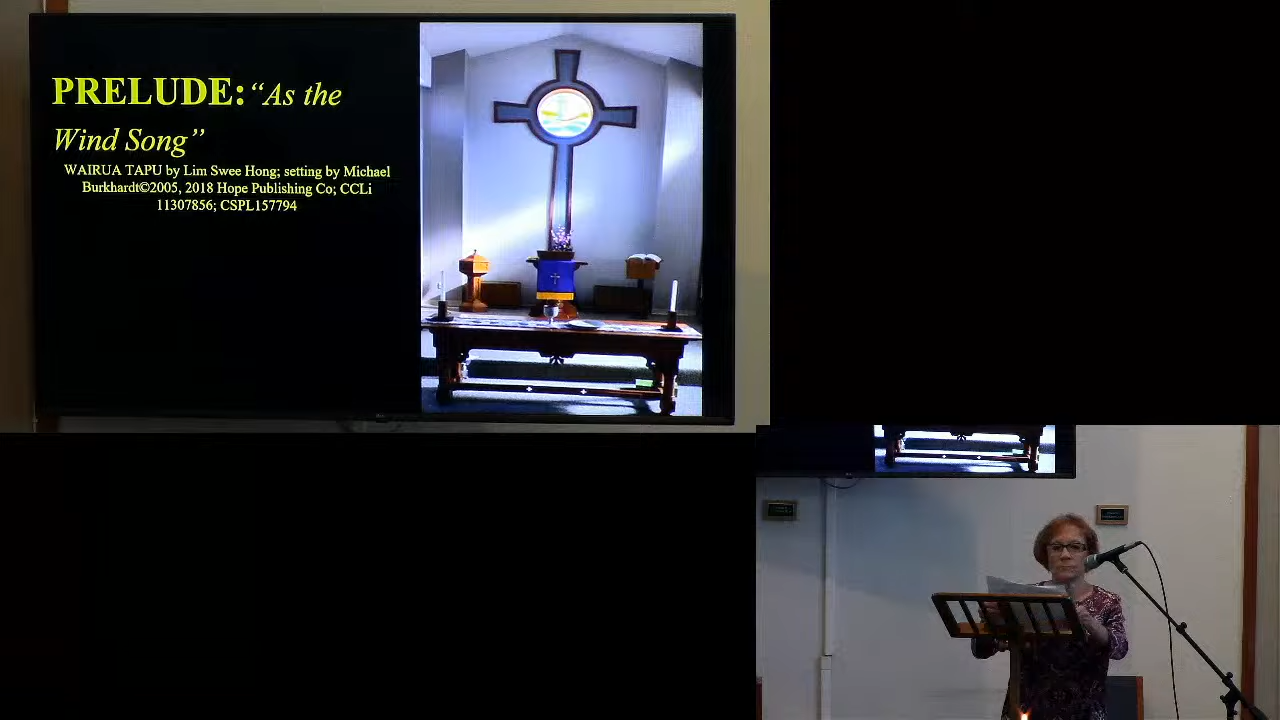 PRELUDE: “As the
Wind Song”
WAIRUA TAPU by Lim Swee Hong; setting by Michael
Burkhardt©2005, 2018 Hope Publishing Co; CCLi
11307856; CSPL157794